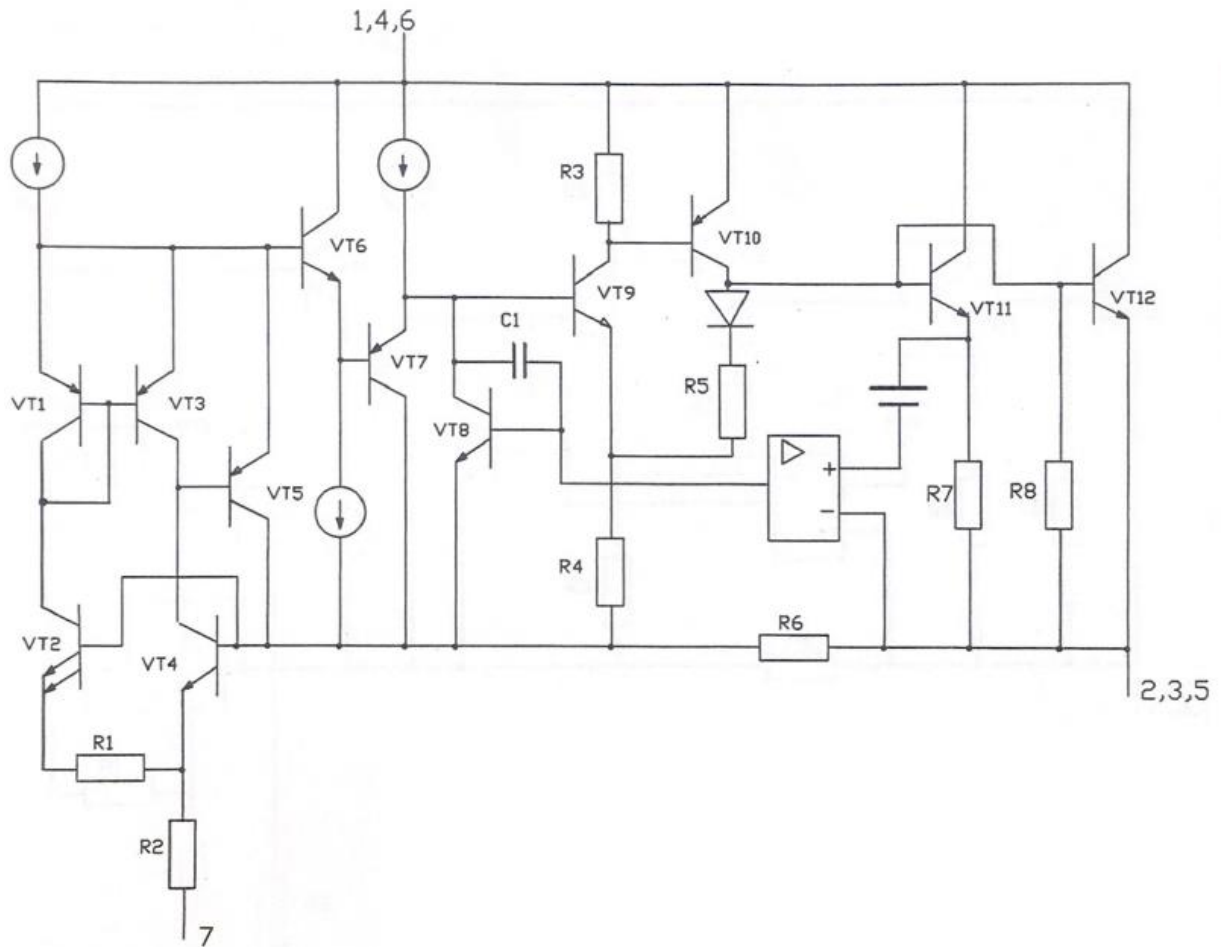 1,4,6
R3
VT6
VT10
VT9
VT11
VT12
C1
VT7
R5
VT1
VT3
VT8
+
VT5
R7
R8
−
R4
VT2
VT4
R6
2,3,5
R1
R2
7